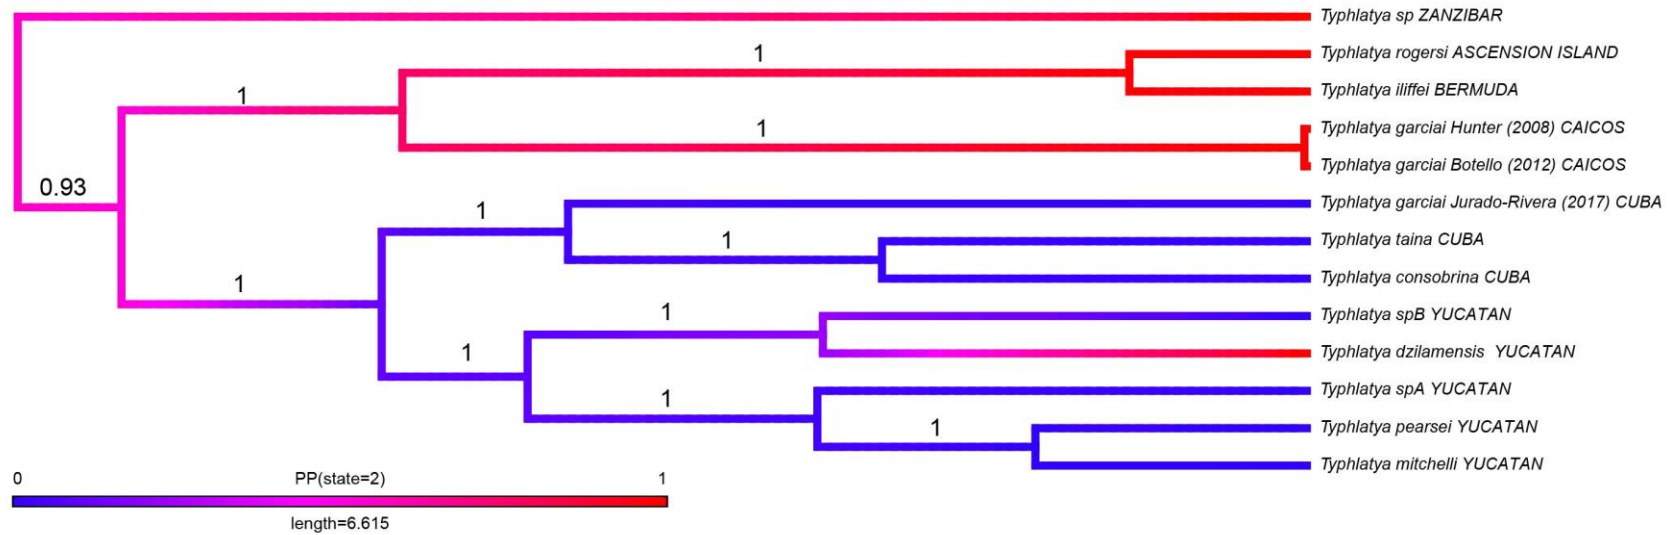 Typhlatya sp ZANZIBAR
1
Typhlatya rogersi ASCENSION ISLAND
1
Typhlatya iliffei BERMUDA
1
Typhlatya garciai Hunter (2008) CAICOS
Typhlatya garciai Botello (2012) CAICOS
0.93
1
Typhlatya garciai Jurado-Rivera (2017) CUBA
1
Typhlatya taina CUBA
1
Typhlatya consobrina CUBA
1
Typhlatya spB YUCATAN
1
Typhlatya dzilamensis YUCATAN
1
Typhlatya spA YUCATAN
1
Typhlatya pearsei YUCATAN
Typhlatya mitchelli YUCATAN
0 PP(state=2) 1
length=6.615